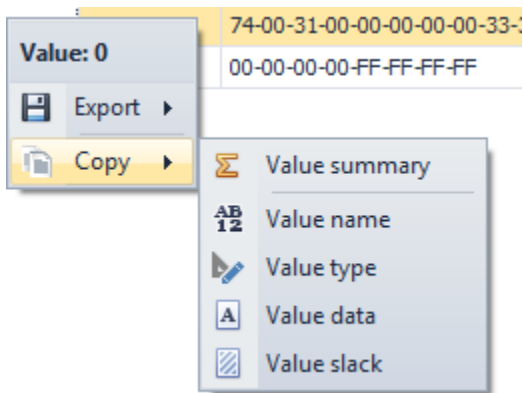 74-00-31-00-00-00-00-00-33-
Value: 0
00-00-00-00-FF-FF-FF-FF
Export
Copy
Value summary
AB
12
Value name
Value type
A
Value data
Value slack